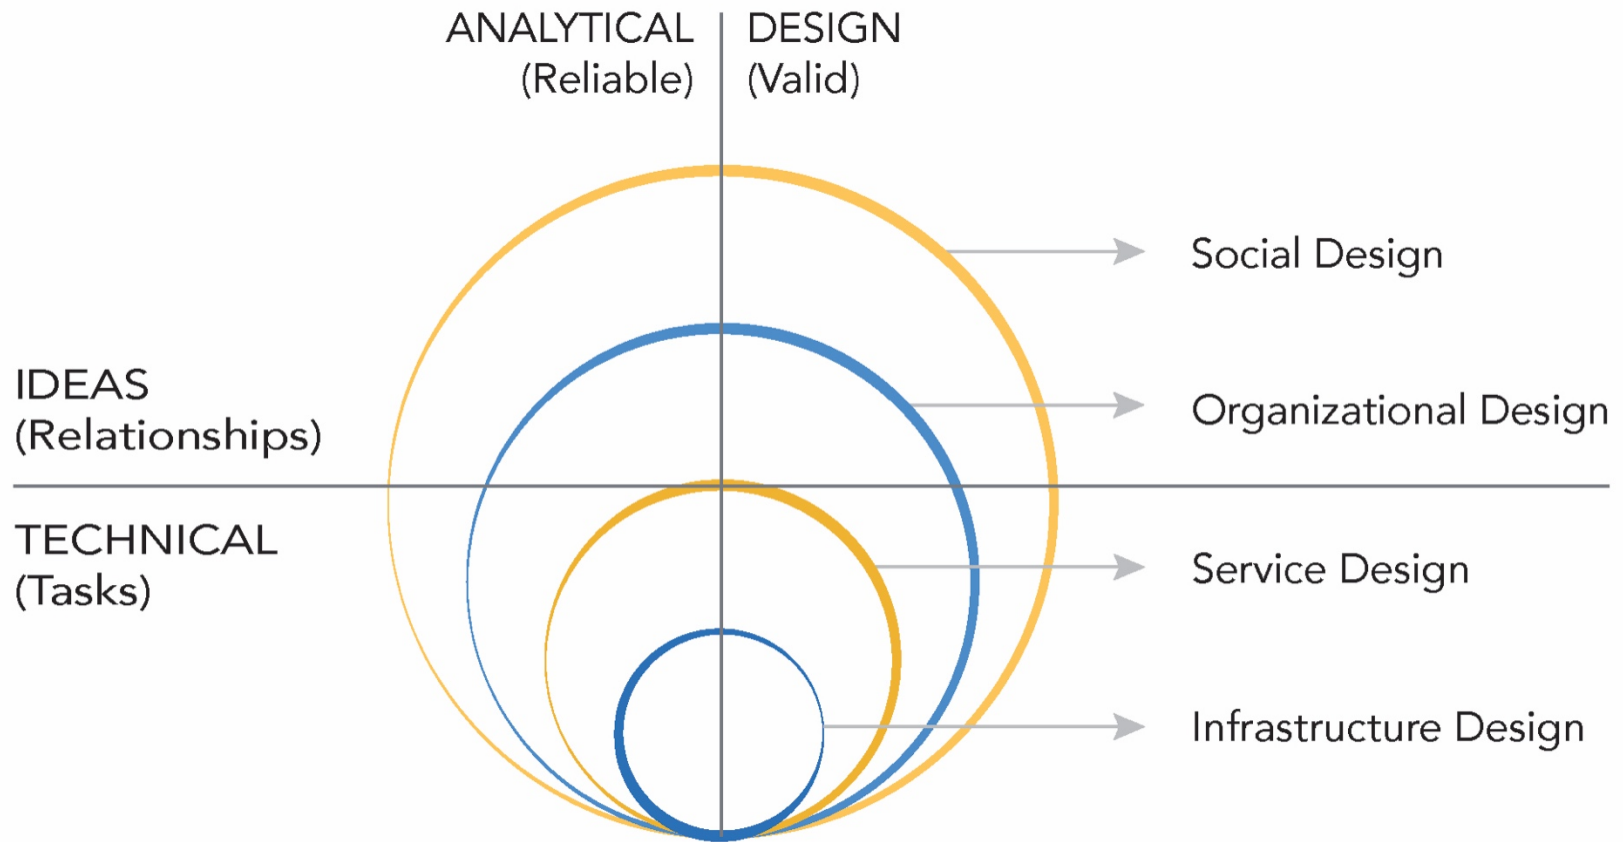 ANALYTICAL
(Reliable)
DESIGN
(Valid)
Social Design
IDEAS
(Relationships)
Organizational Design
TECHNICAL
(Tasks)
Service Design
Infrastructure Design